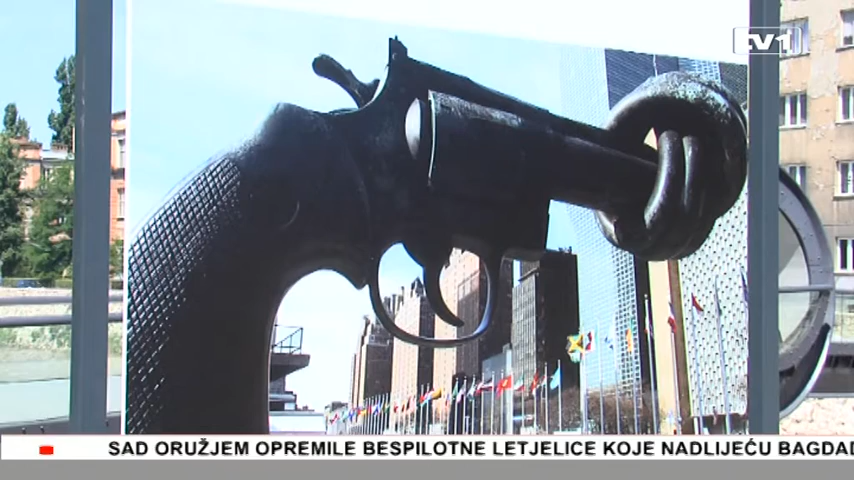 tv1
SAD ORUŽJEM OPREMILE BESPILOTNE LETJELICE KOJE NADLIJEĆU BAGDAD